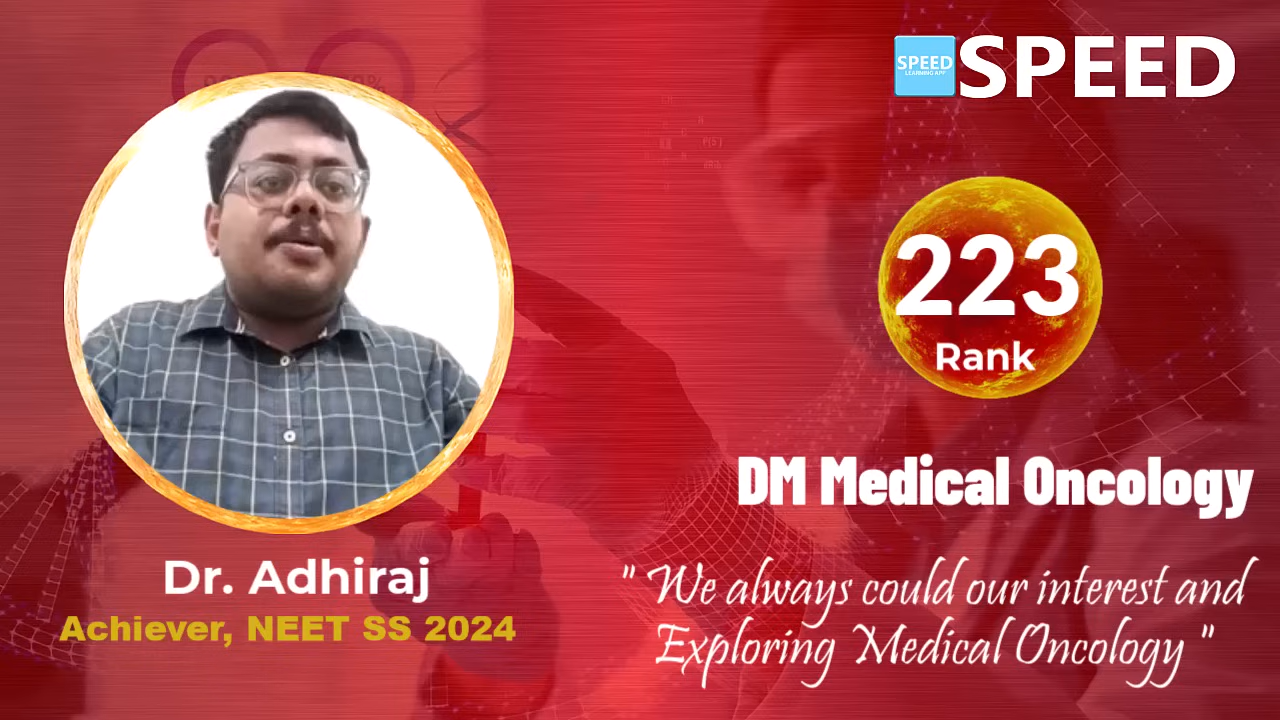 SPEED
LEARNING APP
SPEED
223
Rank
DM Medical Oncology
Dr. Adhiraj
Achiever, NEET SS 2024
" We always could our interest and
Exploring Medical Oncology "